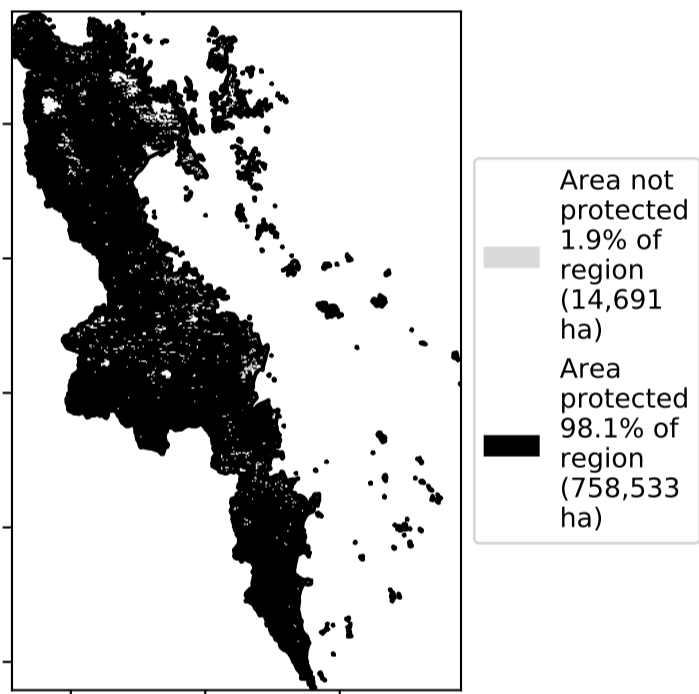 Area not
protected
1.9% of
region
(14,691
ha)
Area
protected
98.1% of
region
(758,533
ha)